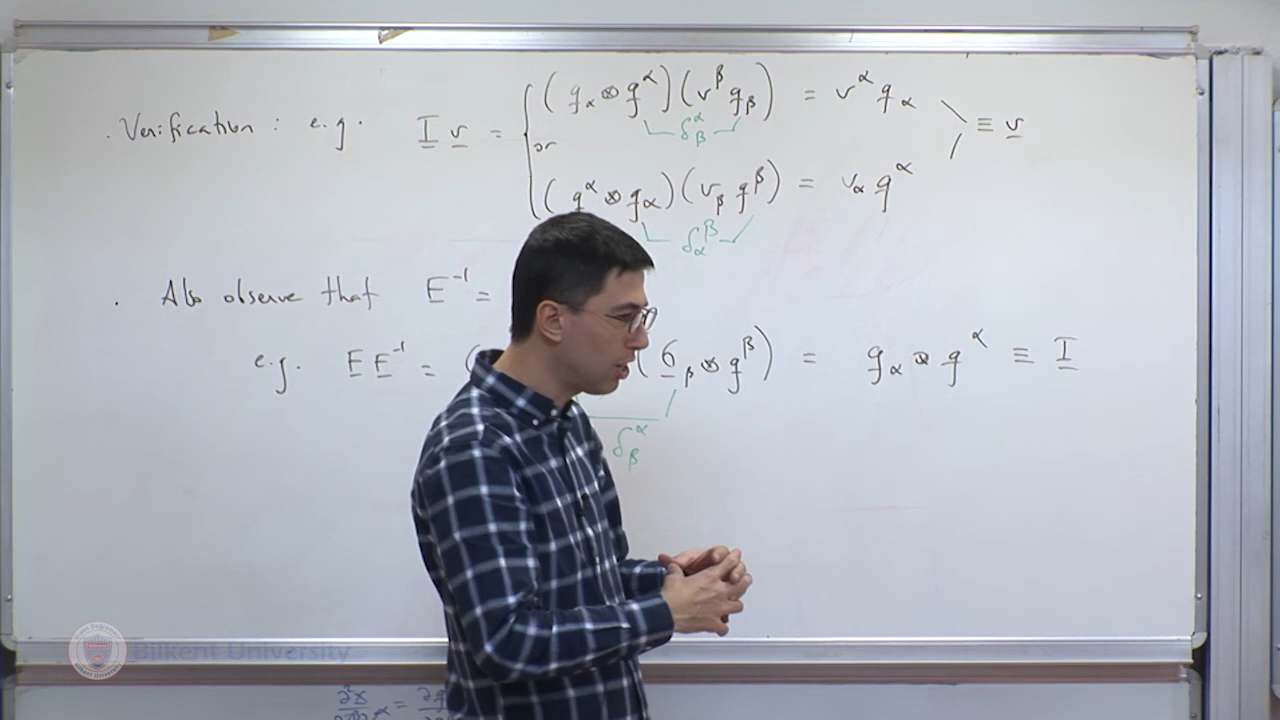 . Verification : e.g. I v = { (g_α ⊗ g^α)(v^β g_β) = v^α g_α
δ^α_β
or ≡ v
(g^α ⊗ g_α)(v_β g^β) = v_α g^α
δ_α^β
. Also observe that F^-1 =
e.g. F F^-1 = ( (G_β ⊗ g^β) = g_α ⊗ g^α ≡ I
δ^α_β
Bilkent University